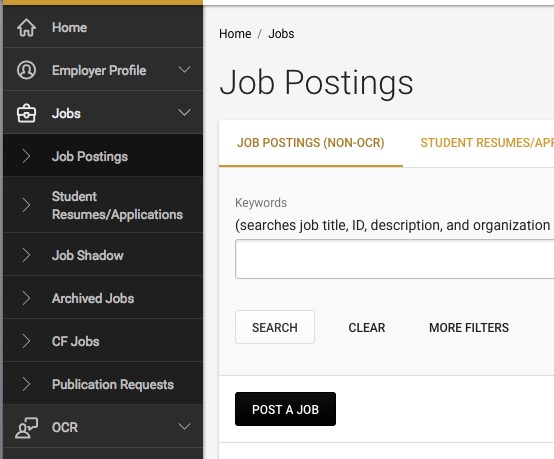 Home
Employer Profile
Jobs
Job Postings
Student
Resumes/Applications
Job Shadow
Archived Jobs
CF Jobs
Publication Requests
OCR
Home / Jobs
Job Postings
JOB POSTINGS (NON-OCR) STUDENT RESUMES/APP
Keywords
(searches job title, ID, description, and organization
SEARCH CLEAR MORE FILTERS
POST A JOB